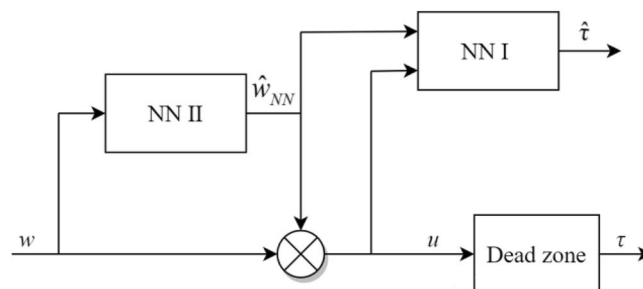 NN I
τ̂
NN II
ŵ_NN
w
u
Dead zone
τ